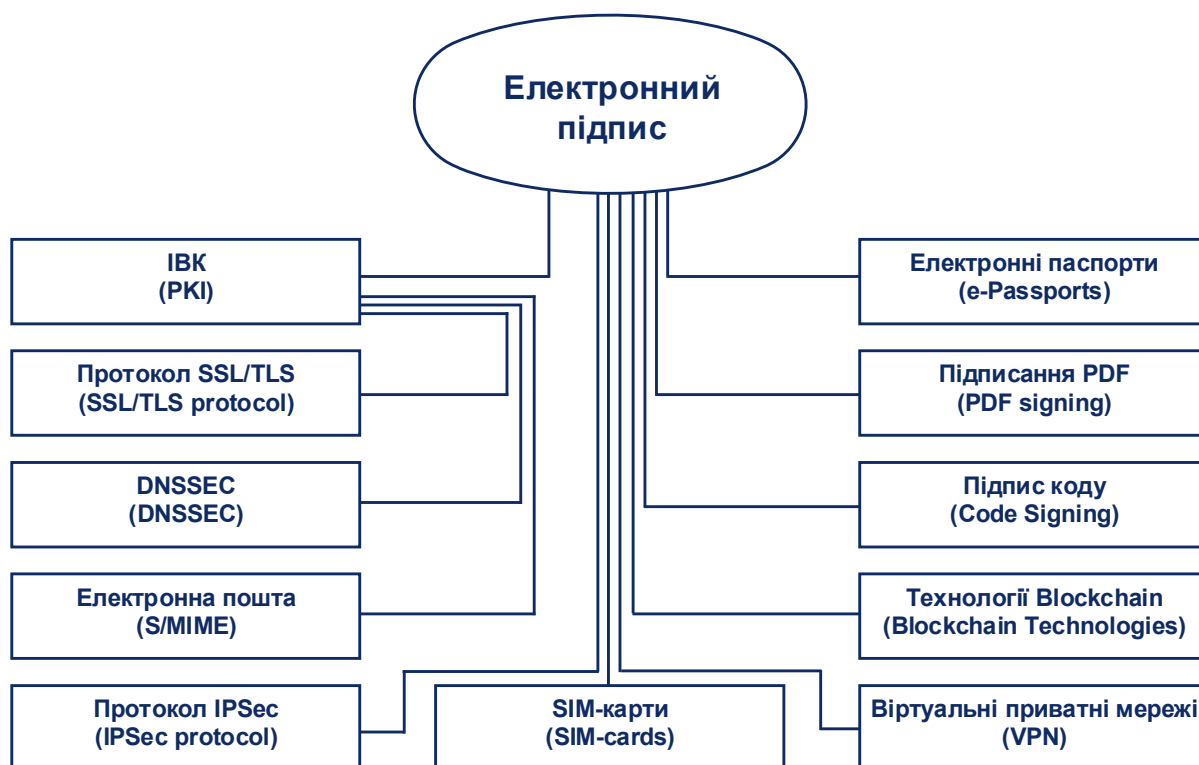 Електронний
підпис
ІВК
(PKI)
Електронні паспорти
(e-Passports)
Протокол SSL/TLS
(SSL/TLS protocol)
Підписання PDF
(PDF signing)
DNSSEC
(DNSSEC)
Підпис коду
(Code Signing)
Електронна пошта
(S/MIME)
Технології Blockchain
(Blockchain Technologies)
Протокол IPSec
(IPSec protocol)
SIM-карти
(SIM-cards)
Віртуальні приватні мережі
(VPN)